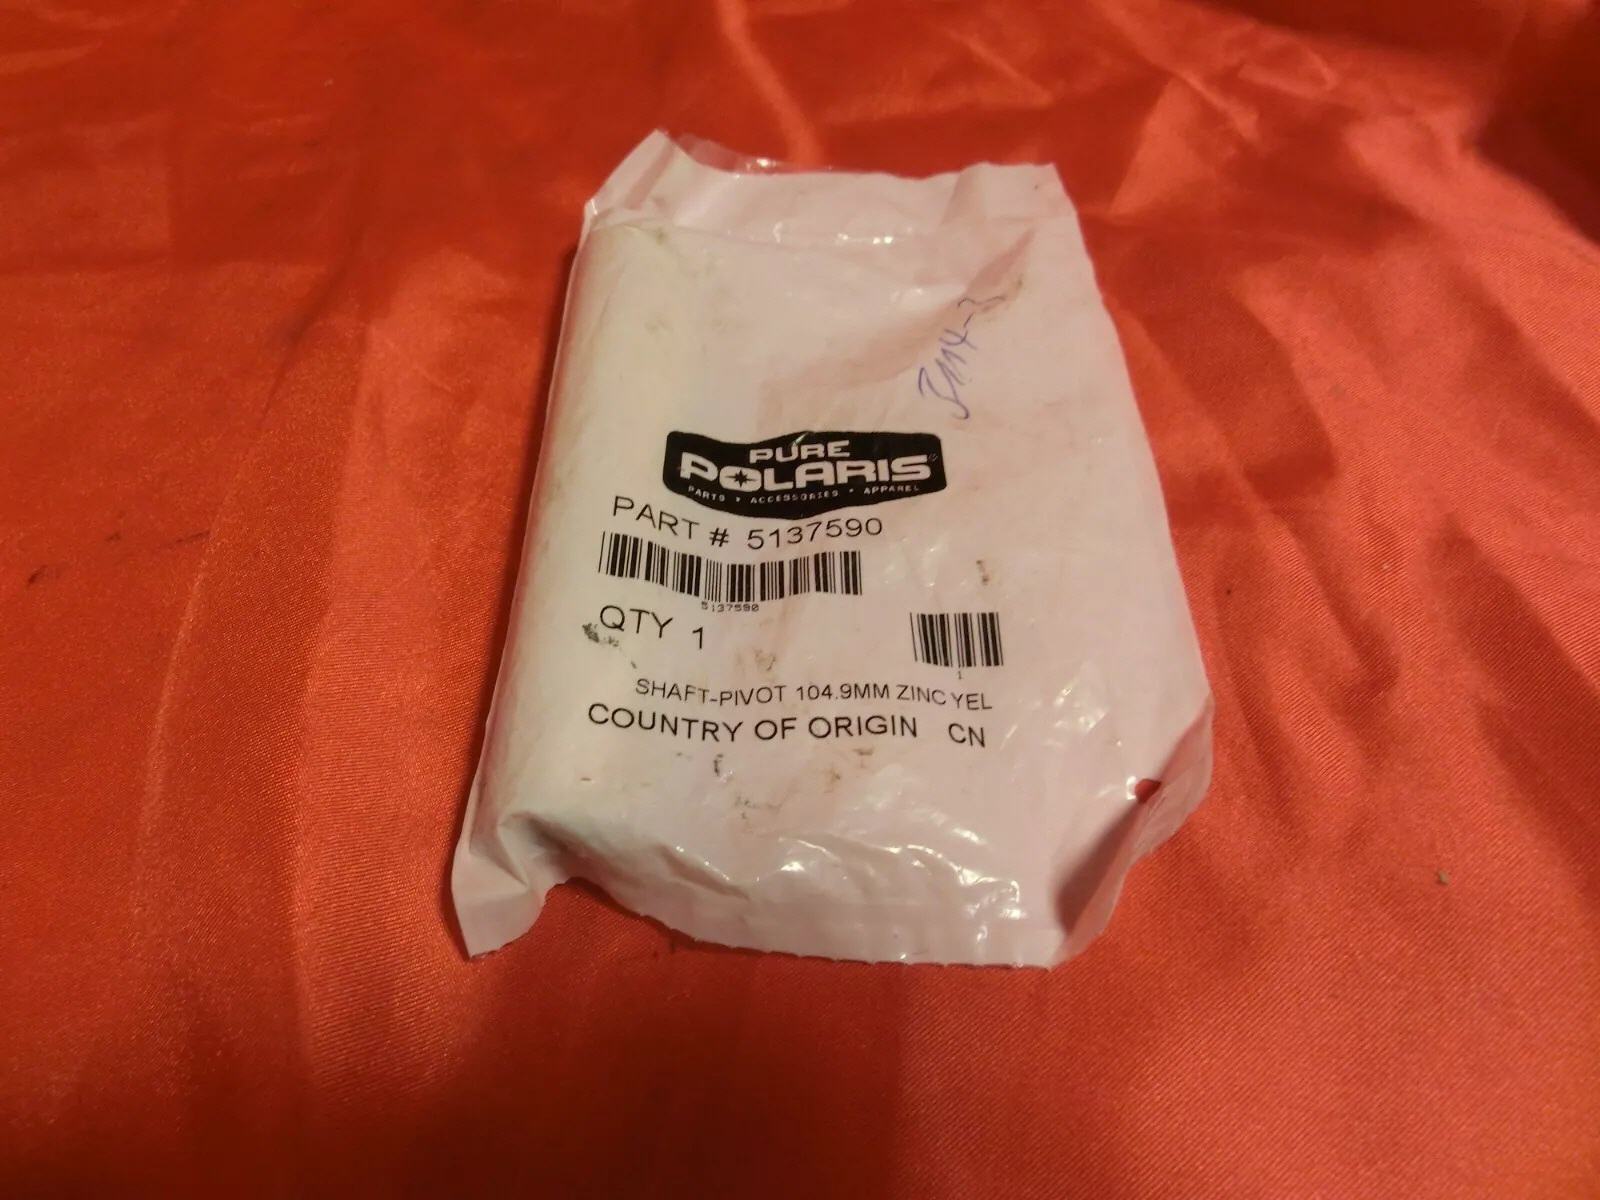 PURE
POLARIS
PARTS • ACCESSORIES • APPAREL
PART # 5137590
5137590
QTY 1
1
SHAFT-PIVOT 104.9MM ZINC YEL
COUNTRY OF ORIGIN CN